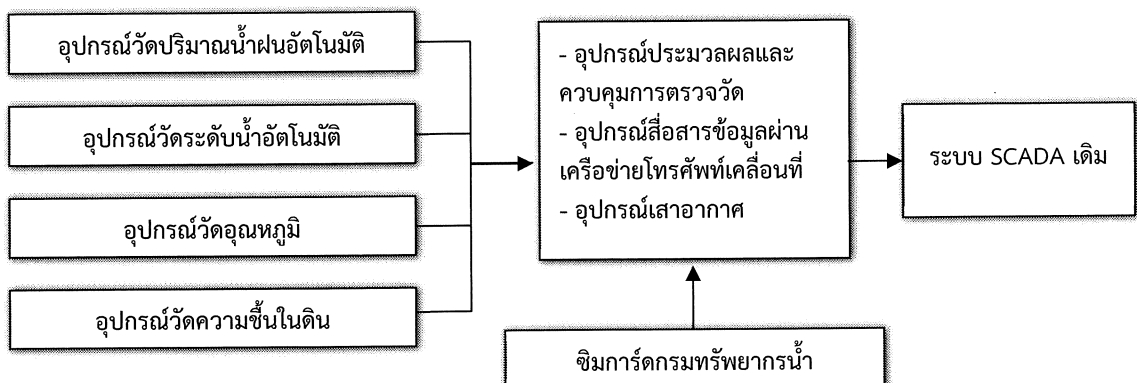 อุปกรณ์วัดปริมาณน้ำฝนอัตโนมัติ
อุปกรณ์วัดระดับน้ำอัตโนมัติ
อุปกรณ์วัดอุณหภูมิ
อุปกรณ์วัดความชื้นในดิน
- อุปกรณ์ประมวลผลและ
ควบคุมการตรวจวัด
- อุปกรณ์สื่อสารข้อมูลผ่าน
เครือข่ายโทรศัพท์เคลื่อนที่
- อุปกรณ์เสาอากาศ
ระบบ SCADA เดิม
ซิมการ์ดกรมทรัพยากรน้ำ